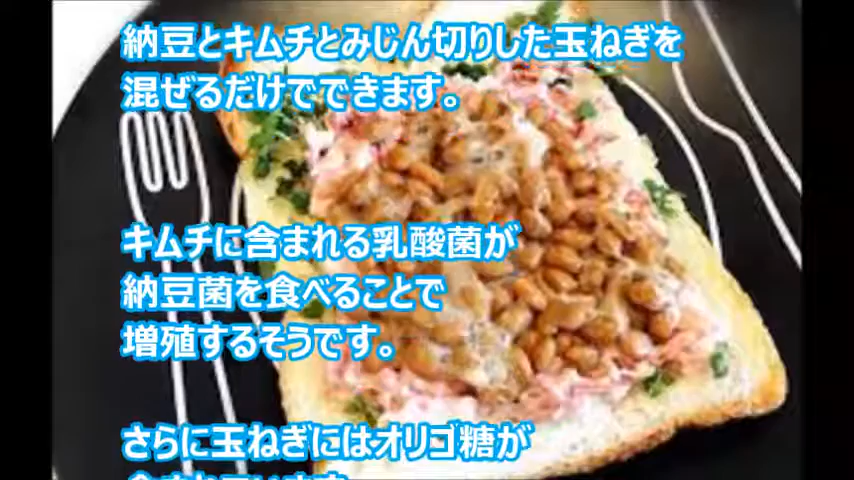 納豆とキムチとみじん切りした玉ねぎを
混ぜるだけでできます。
キムチに含まれる乳酸菌が
納豆菌を食べることで
増殖するそうです。
さらに玉ねぎにはオリゴ糖が